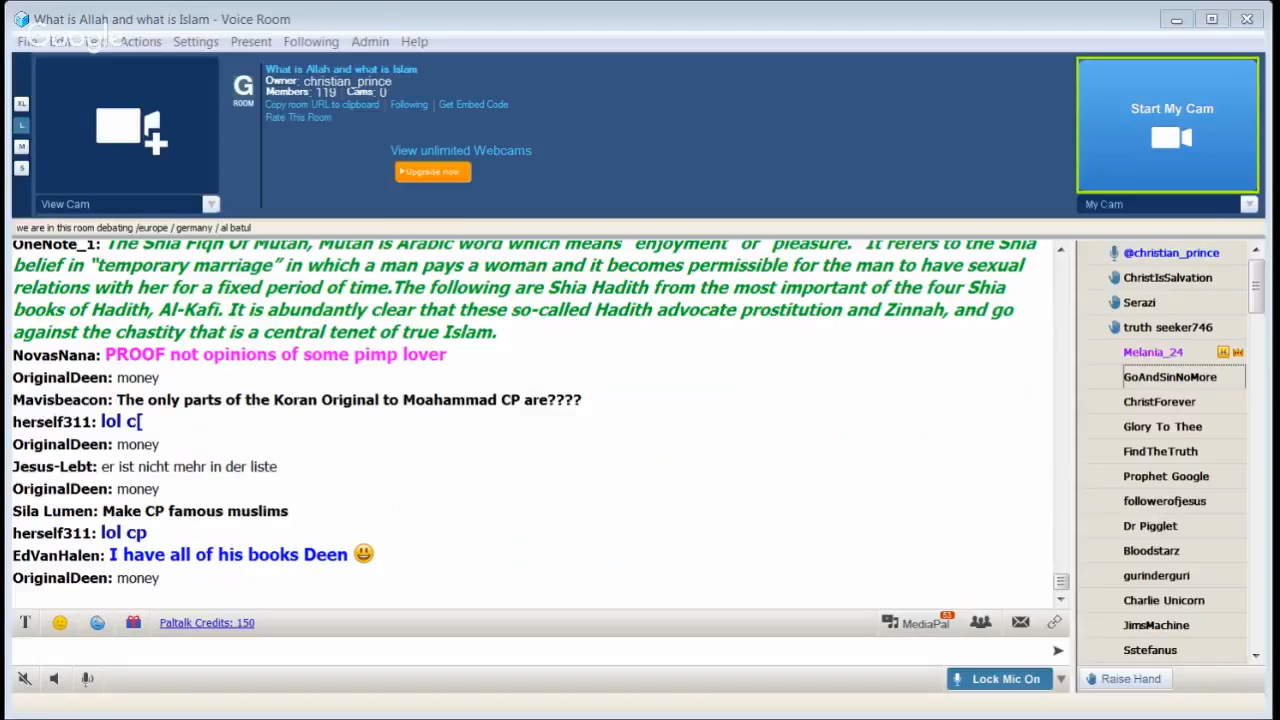 What is Allah and what is Islam - Voice Room
Google
Actions Settings Present Following Admin Help
XL
L
M
S
View Cam
G
ROOM
What is Allah and what is Islam
Owner: christian_prince
Members: 119 Cams: 0
Copy room URL to clipboard Following Get Embed Code
Rate This Room
View unlimited Webcams
Upgrade now
Start My Cam
My Cam
we are in this room debating /europe / germany / al batul
OneNote_1: The Shia Fiqh Of Mutah, Mutah is Arabic word which means "enjoyment" or "pleasure." It refers to the Shia
belief in "temporary marriage" in which a man pays a woman and it becomes permissible for the man to have sexual
relations with her for a fixed period of time.The following are Shia Hadith from the most important of the four Shia
books of Hadith, Al-Kafi. It is abundantly clear that these so-called Hadith advocate prostitution and Zinnah, and go
against the chastity that is a central tenet of true Islam.
NovasNana: PROOF not opinions of some pimp lover
OriginalDeen: money
Mavisbeacon: The only parts of the Koran Original to Moahammad CP are????
herself311: lol c[
OriginalDeen: money
Jesus-Lebt: er ist nicht mehr in der liste
OriginalDeen: money
Sila Lumen: Make CP famous muslims
herself311: lol cp
EdVanHalen: I have all of his books Deen
OriginalDeen: money
@christian_prince
ChristIsSalvation
Serazi
truth seeker746
Melania_24
GoAndSinNoMore
ChristForever
Glory To Thee
FindTheTruth
Prophet Google
followerofjesus
Dr Pigglet
Bloodstarz
gurinderguri
Charlie Unicorn
JimsMachine
Sstefanus
T
Paltalk Credits: 150
MediaPal
53
Lock Mic On
Raise Hand